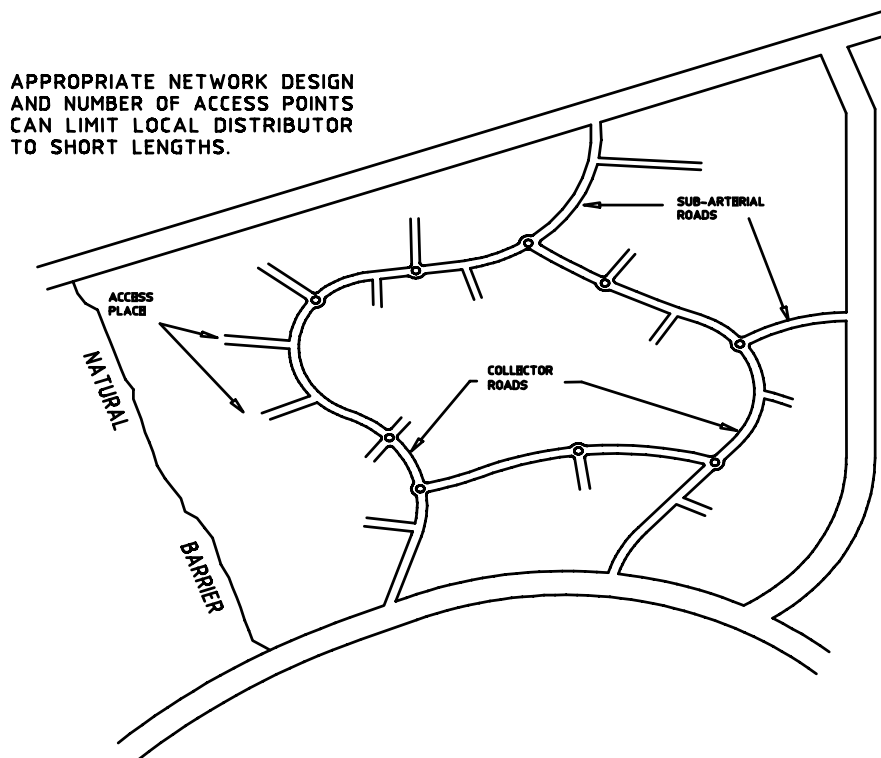 APPROPRIATE NETWORK DESIGN
AND NUMBER OF ACCESS POINTS
CAN LIMIT LOCAL DISTRIBUTOR
TO SHORT LENGTHS.
SUB-ARTERIAL
ROADS
ACCESS
PLACE
NATURAL
COLLECTOR
ROADS
BARRIER